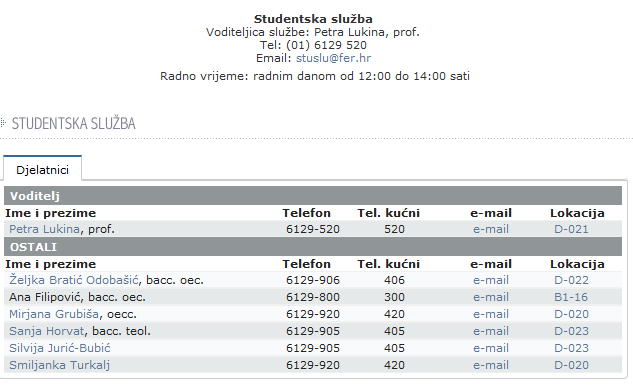 Studentska služba
Voditeljica službe: Petra Lukina, prof.
Tel: (01) 6129 520
Email: stuslu@fer.hr
Radno vrijeme: radnim danom od 12:00 do 14:00 sati
STUDENTSKA SLUŽBA
Djelatnici
Voditelj
Ime i prezime Telefon Tel. kućni e-mail Lokacija
Petra Lukina, prof. 6129-520 520 e-mail D-021
OSTALI
Ime i prezime Telefon Tel. kućni e-mail Lokacija
Željka Bratić Odobašić, bacc. oec. 6129-906 406 e-mail D-022
Ana Filipović, bacc. oec. 6129-800 300 e-mail B1-16
Mirjana Grubiša, oecc. 6129-920 420 e-mail D-020
Sanja Horvat, bacc. teol. 6129-905 405 e-mail D-023
Silvija Jurić-Bubić 6129-905 405 e-mail D-023
Smiljanka Turkalj 6129-920 420 e-mail D-020